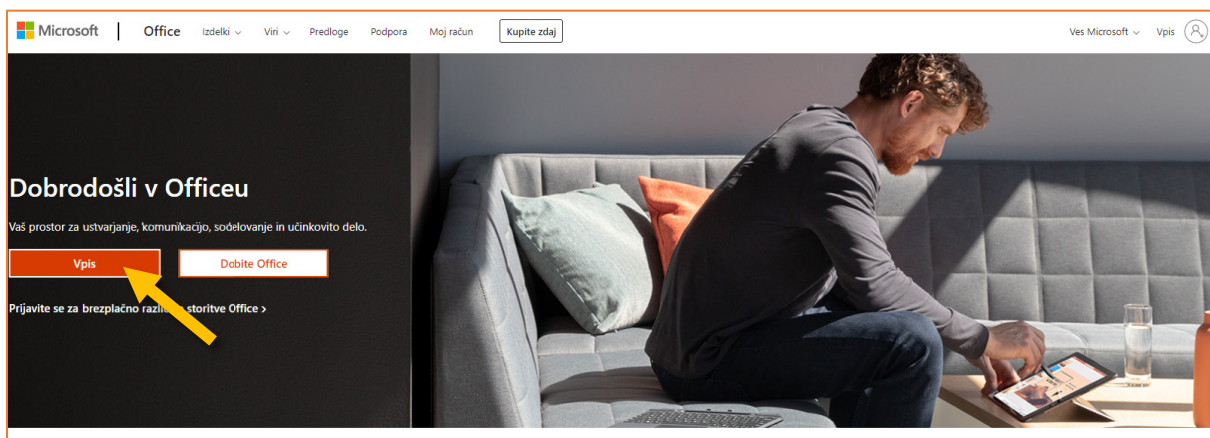 Microsoft Office Izdelki Viri Predloge Podpora Moj račun Kupite zdaj Ves Microsoft Vpis
Dobrodošli v Officeu
Vaš prostor za ustvarjanje, komunikacijo, sodelovanje in učinkovito delo.
Vpis Dobite Office
Prijavite se za brezplačno storitve Office >